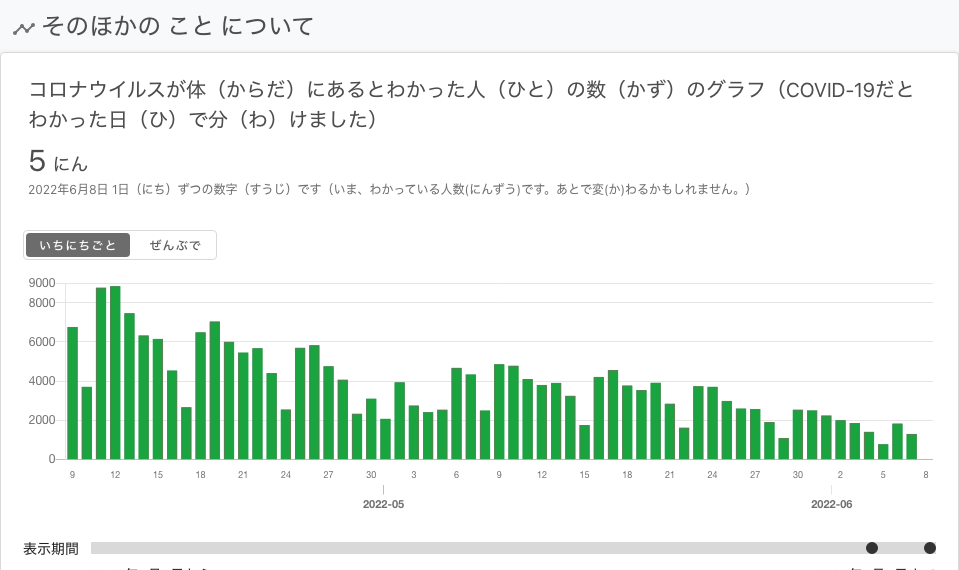 そのほかの こと について
コロナウイルスが体（からだ）にあるとわかった人（ひと）の数（かず）のグラフ（COVID-19だと
わかった日（ひ）で分（わ）けました）
5 にん
2022年6月8日 1日（にち）ずつの数字（すうじ）です（いま、わかっている人数(にんずう)です。あとで変(か)わるかもしれません。）
いちにちごと ぜんぶで
9000
8000
6000
4000
2000
0
9 12 15 18 21 24 27 30 3 6 9 12 15 18 21 24 27 30 2 5 8
2022-05 2022-06
表示期間